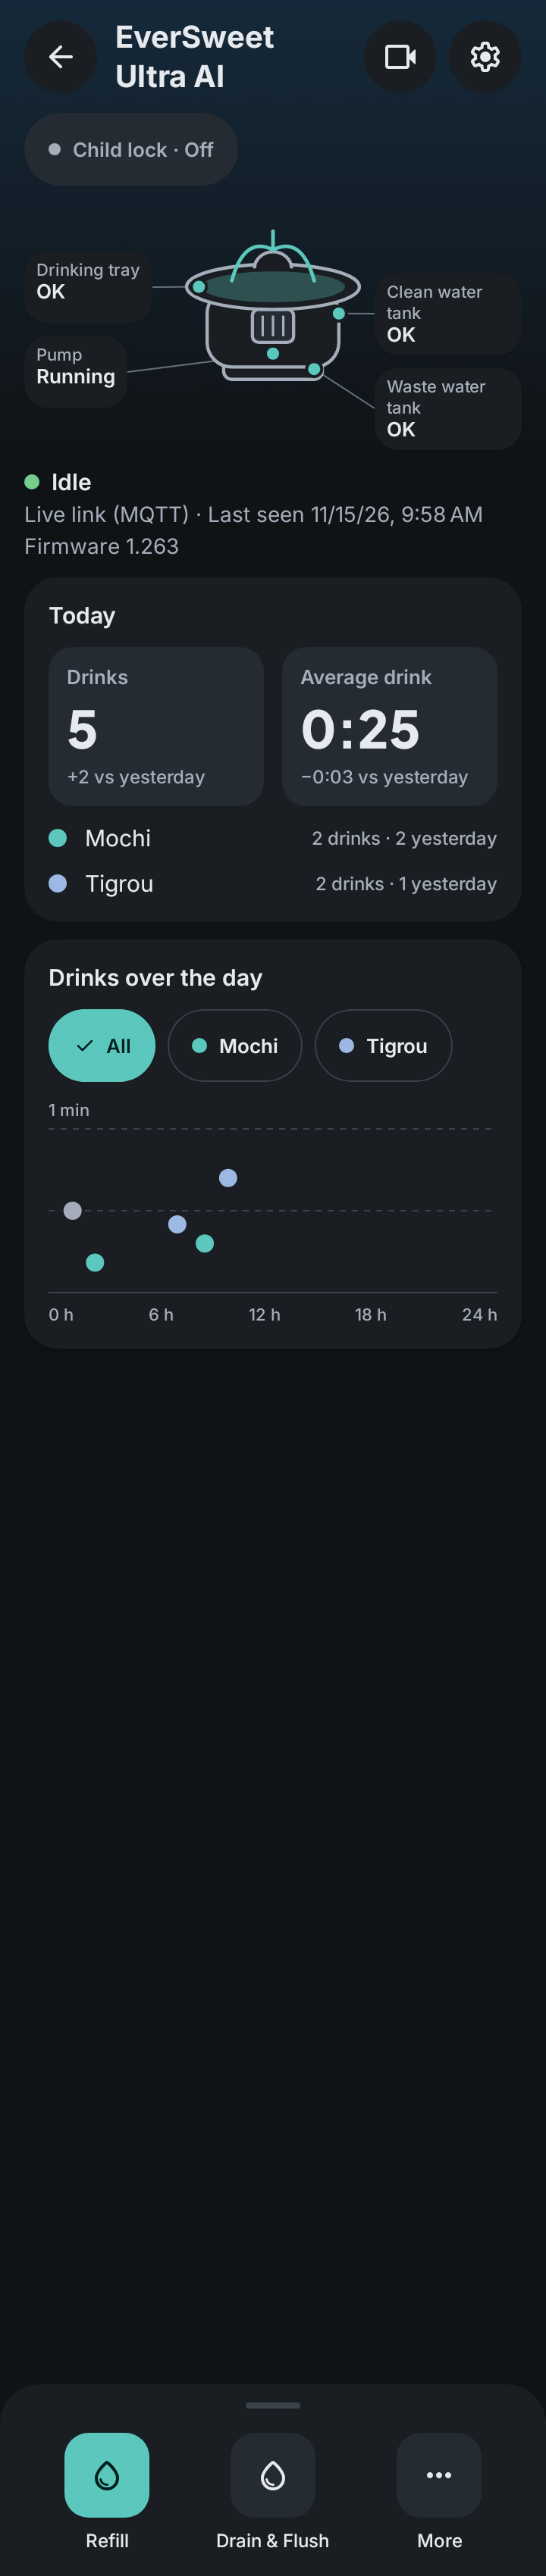 EverSweet
Ultra AI
Child lock · Off
Drinking tray
OK
Clean water
tank
OK
Pump
Running
Waste water
tank
OK
Idle
Live link (MQTT) · Last seen 11/15/26, 9:58 AM
Firmware 1.263
Today
Drinks
5
+2 vs yesterday
Average drink
0:25
−0:03 vs yesterday
Mochi
2 drinks · 2 yesterday
Tigrou
2 drinks · 1 yesterday
Drinks over the day
All
Mochi
Tigrou
1 min
0 h
6 h
12 h
18 h
24 h
Refill
Drain & Flush
More